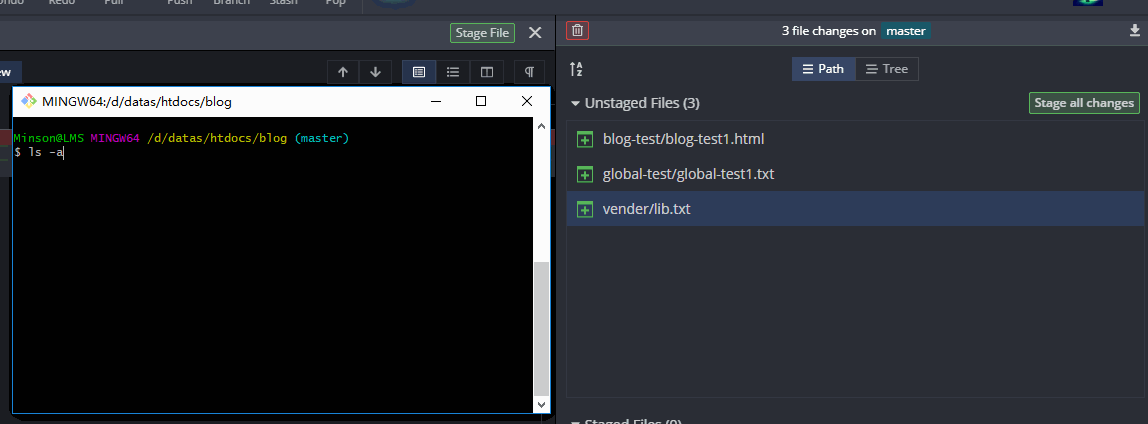 Undo Redo Pull Push Branch Stash Pop
Stage File
3 file changes on master
Path Tree
MINGW64:/d/datas/htdocs/blog
Unstaged Files (3)
Stage all changes
Minson@LMS MINGW64 /d/datas/htdocs/blog (master)
$ ls -a
blog-test/blog-test1.html
global-test/global-test1.txt
vender/lib.txt
Staged Files (0)